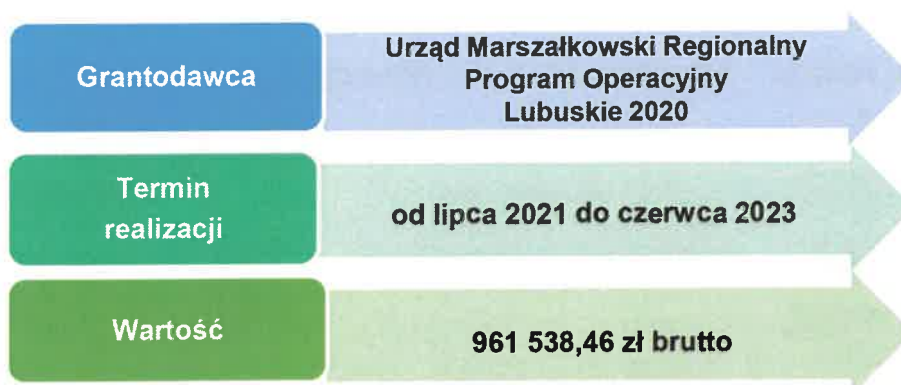 Grantodawca
Urząd Marszałkowski Regionalny
Program Operacyjny
Lubuskie 2020
Termin
realizacji
od lipca 2021 do czerwca 2023
Wartość
961 538,46 zł brutto